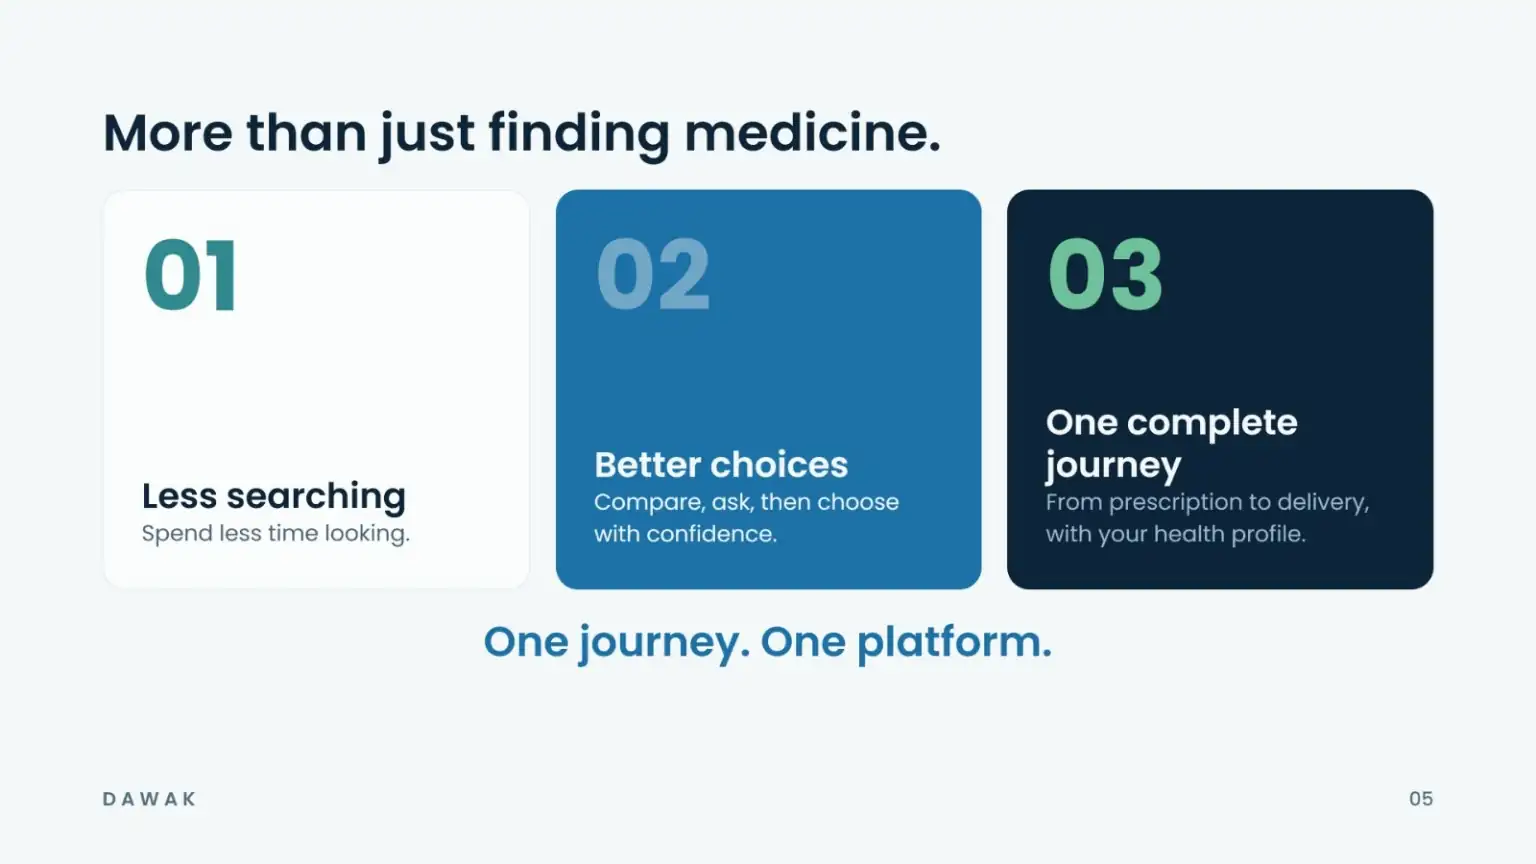 More than just finding medicine.
01
Less searching
Spend less time looking.
02
Better choices
Compare, ask, then choose
with confidence.
03
One complete
journey
From prescription to delivery,
with your health profile.
One journey. One platform.
DAWAK
05